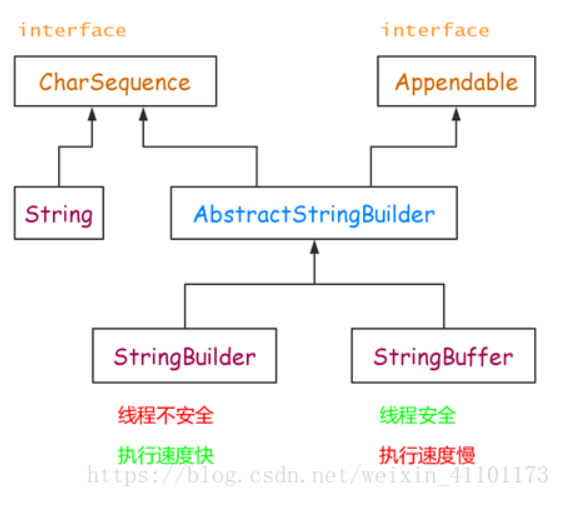 interface interface
CharSequence Appendable
String AbstractStringBuilder
StringBuilder StringBuffer
线程不安全 线程安全
执行速度快 执行速度慢
https://blog.csdn.net/weixin_41101173